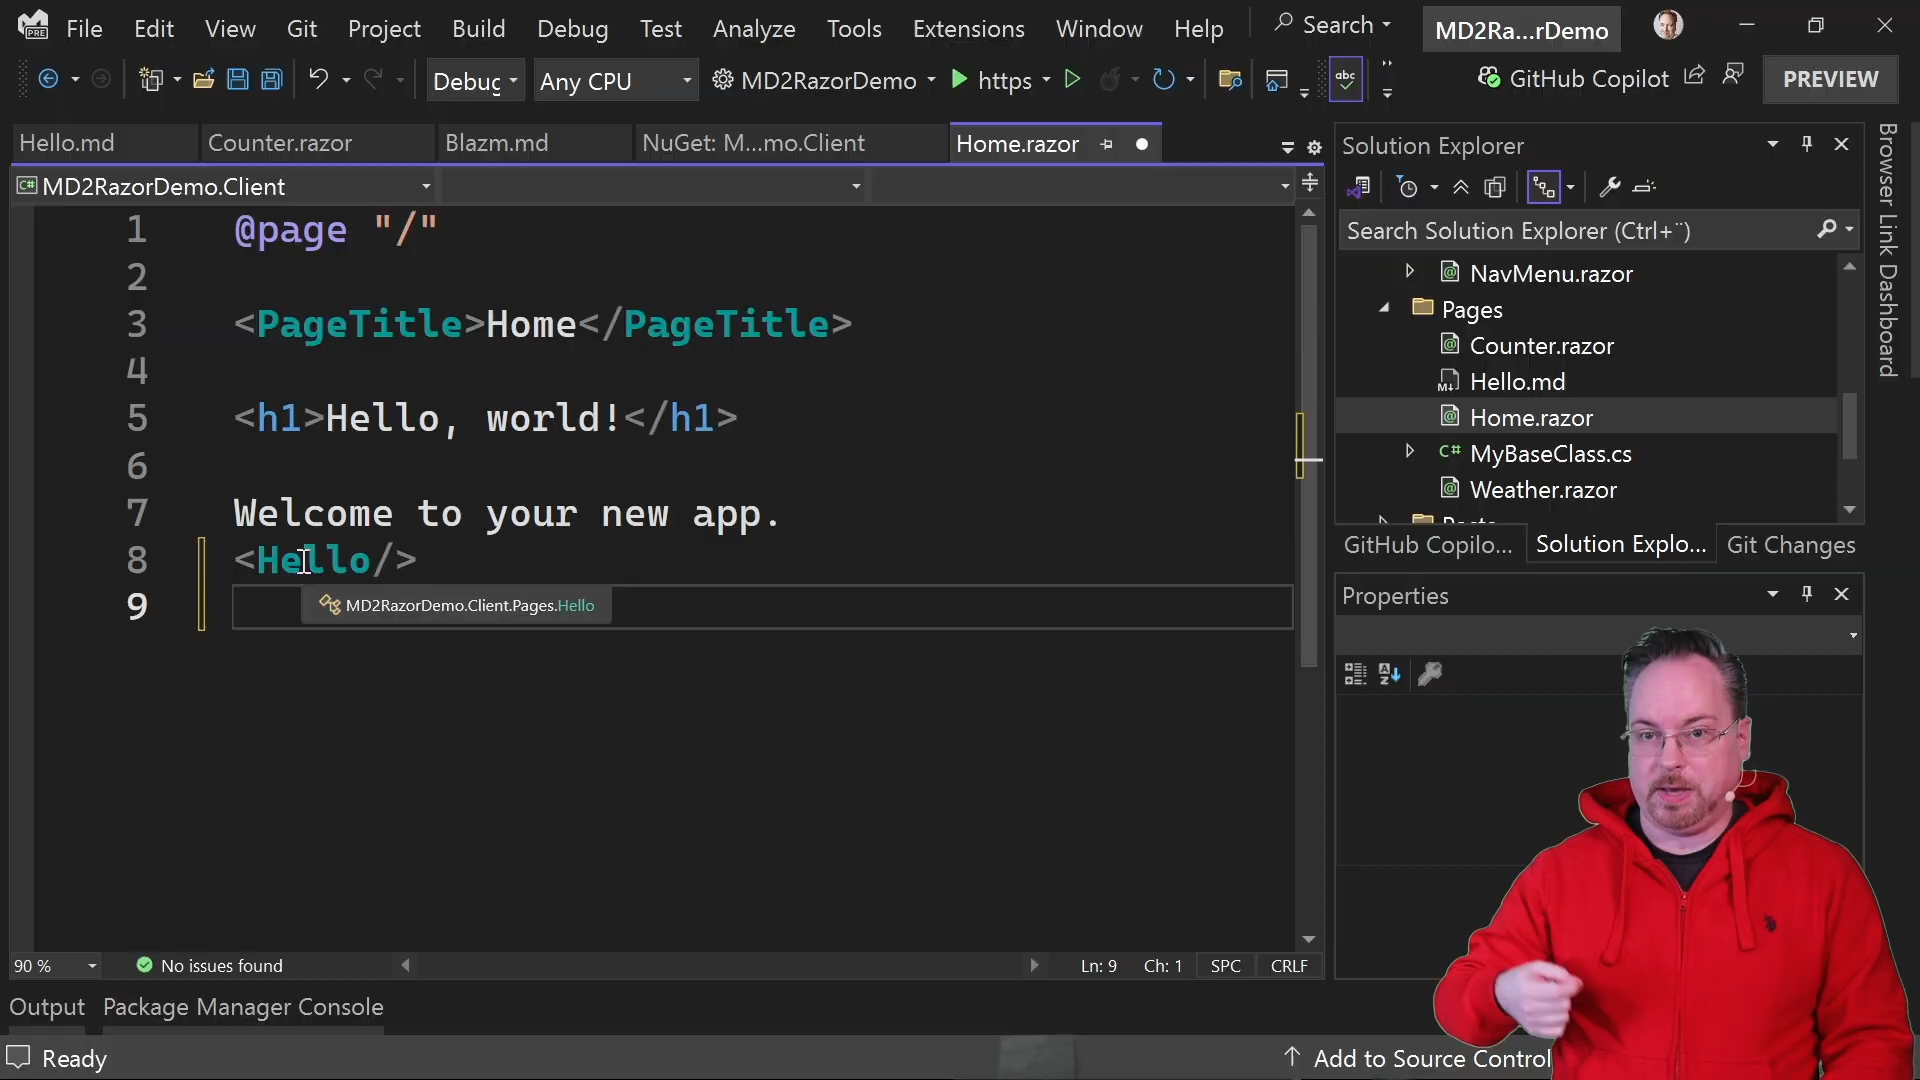 File Edit View Git Project Build Debug Test Analyze Tools Extensions Window Help Search MD2Ra...rDemo
PRE
Debug Any CPU MD2RazorDemo https abc GitHub Copilot PREVIEW
Hello.md Counter.razor Blazm.md NuGet: M...mo.Client Home.razor
C# MD2RazorDemo.Client
1 @page "/"
2
3 <PageTitle>Home</PageTitle>
4
5 <h1>Hello, world!</h1>
6
7 Welcome to your new app.
8 <Hello/>
9
MD2RazorDemo.Client.Pages.Hello
90 % No issues found Ln: 9 Ch: 1 SPC CRLF
Output Package Manager Console
Ready Add to Source Control
Solution Explorer
Search Solution Explorer (Ctrl+¨)
NavMenu.razor
Pages
Counter.razor
Hello.md
Home.razor
C# MyBaseClass.cs
Weather.razor
GitHub Copilo... Solution Explo... Git Changes
Properties
Browser Link Dashboard